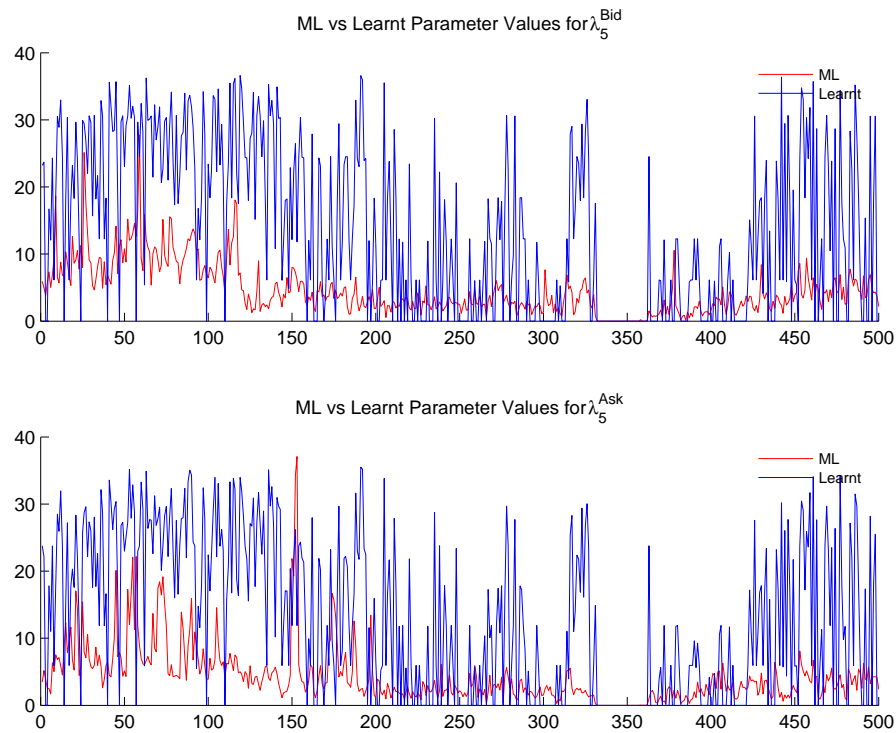 ML vs Learnt Parameter Values for λ₅ᴮⁱᵈ
40
30
20
10
0
ML
Learnt
0 50 100 150 200 250 300 350 400 450 500
ML vs Learnt Parameter Values for λ₅ᴬˢᵏ
40
30
20
10
0
ML
Learnt
0 50 100 150 200 250 300 350 400 450 500